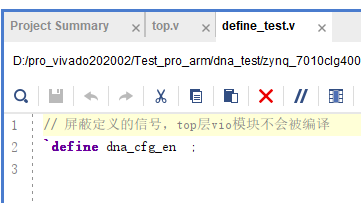 Project Summary × top.v × define_test.v ×
D:/pro_vivado202002/Test_pro_arm/dna_test/zynq_7010clg400
1 // 屏蔽定义的信号，top层vio模块不会被编译
2 `define dna_cfg_en ;
3